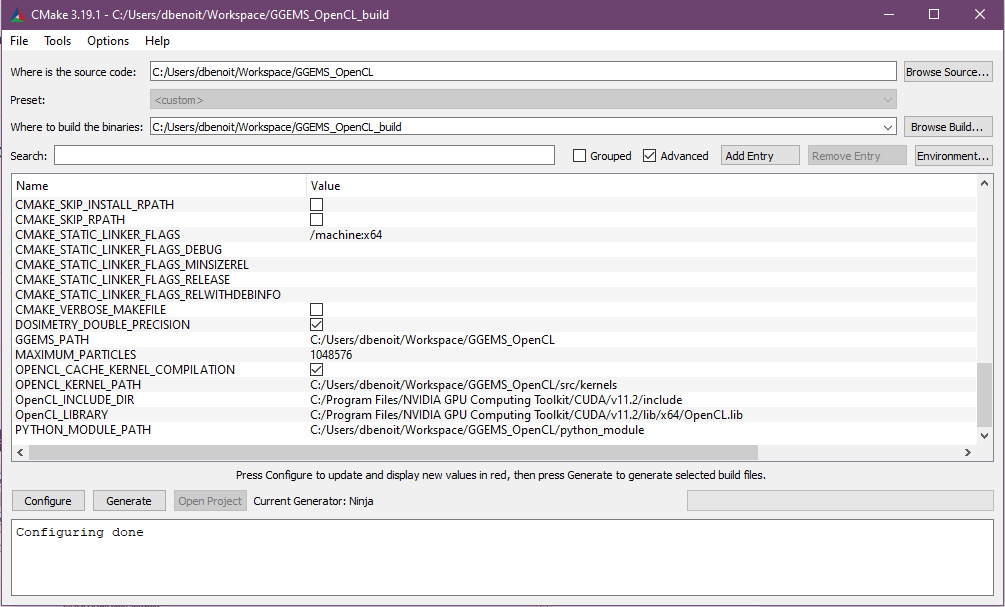 CMake 3.19.1 - C:/Users/dbenoit/Workspace/GGEMS_OpenCL_build
File Tools Options Help
Where is the source code: C:/Users/dbenoit/Workspace/GGEMS_OpenCL Browse Source...
Preset: <custom>
Where to build the binaries: C:/Users/dbenoit/Workspace/GGEMS_OpenCL_build Browse Build...
Search: Grouped Advanced Add Entry Remove Entry Environment...
Name Value
CMAKE_SKIP_INSTALL_RPATH
CMAKE_SKIP_RPATH
CMAKE_STATIC_LINKER_FLAGS /machine:x64
CMAKE_STATIC_LINKER_FLAGS_DEBUG
CMAKE_STATIC_LINKER_FLAGS_MINSIZEREL
CMAKE_STATIC_LINKER_FLAGS_RELEASE
CMAKE_STATIC_LINKER_FLAGS_RELWITHDEBINFO
CMAKE_VERBOSE_MAKEFILE
DOSIMETRY_DOUBLE_PRECISION
GGEMS_PATH C:/Users/dbenoit/Workspace/GGEMS_OpenCL
MAXIMUM_PARTICLES 1048576
OPENCL_CACHE_KERNEL_COMPILATION
OPENCL_KERNEL_PATH C:/Users/dbenoit/Workspace/GGEMS_OpenCL/src/kernels
OpenCL_INCLUDE_DIR C:/Program Files/NVIDIA GPU Computing Toolkit/CUDA/v11.2/include
OpenCL_LIBRARY C:/Program Files/NVIDIA GPU Computing Toolkit/CUDA/v11.2/lib/x64/OpenCL.lib
PYTHON_MODULE_PATH C:/Users/dbenoit/Workspace/GGEMS_OpenCL/python_module
Press Configure to update and display new values in red, then press Generate to generate selected build files.
Configure Generate Open Project Current Generator: Ninja
Configuring done